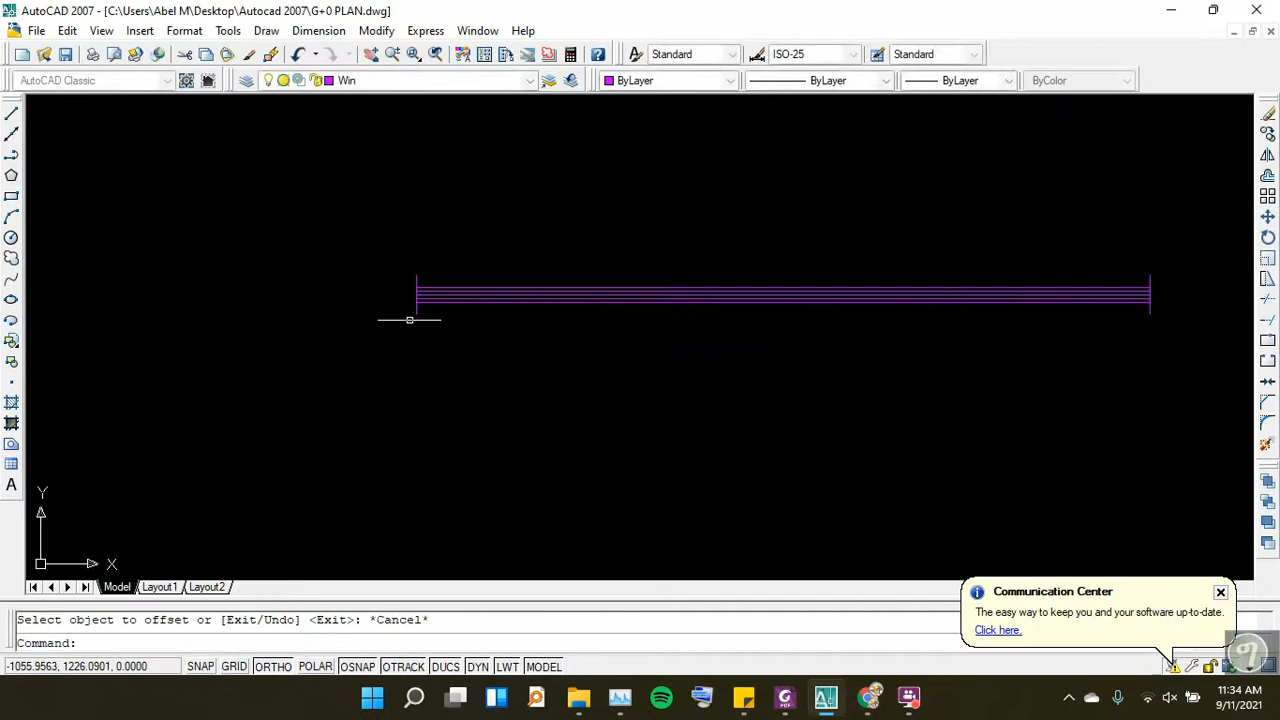 AutoCAD 2007 - [C:\Users\Abel M\Desktop\Autocad 2007\G+0 PLAN.dwg]
File Edit View Insert Format Tools Draw Dimension Modify Express Window Help
Standard ISO-25 Standard
AutoCAD Classic Win ByLayer ByLayer ByLayer ByColor
Y
X
A
Model Layout1 Layout2
Communication Center
The easy way to keep you and your software up-to-date.
Click here.
Select object to offset or [Exit/Undo] <Exit>: *Cancel*
Command:
-1055.9563, 1226.0901, 0.0000 SNAP GRID ORTHO POLAR OSNAP OTRACK DUCS DYN LWT MODEL
11:34 AM
9/11/2021